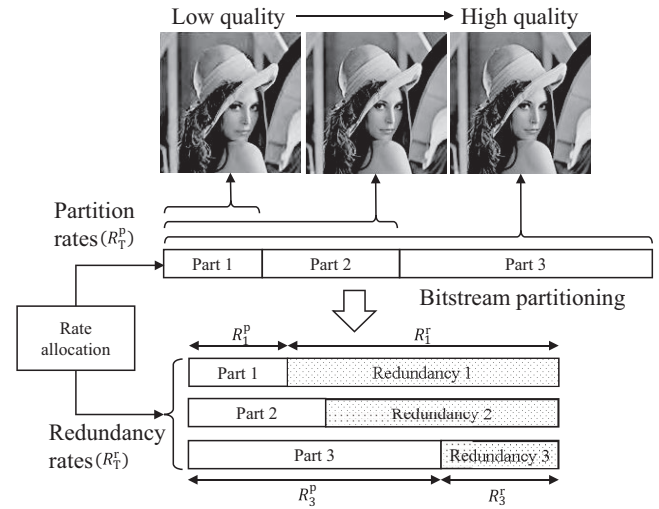 Low quality
High quality
Partition
rates(R_T^p)
Part 1
Part 2
Part 3
Bitstream partitioning
Rate
allocation
R_1^p
R_1^r
Part 1
Redundancy 1
Part 2
Redundancy 2
Redundancy
rates(R_T^r)
Part 3
Redundancy 3
R_3^p
R_3^r